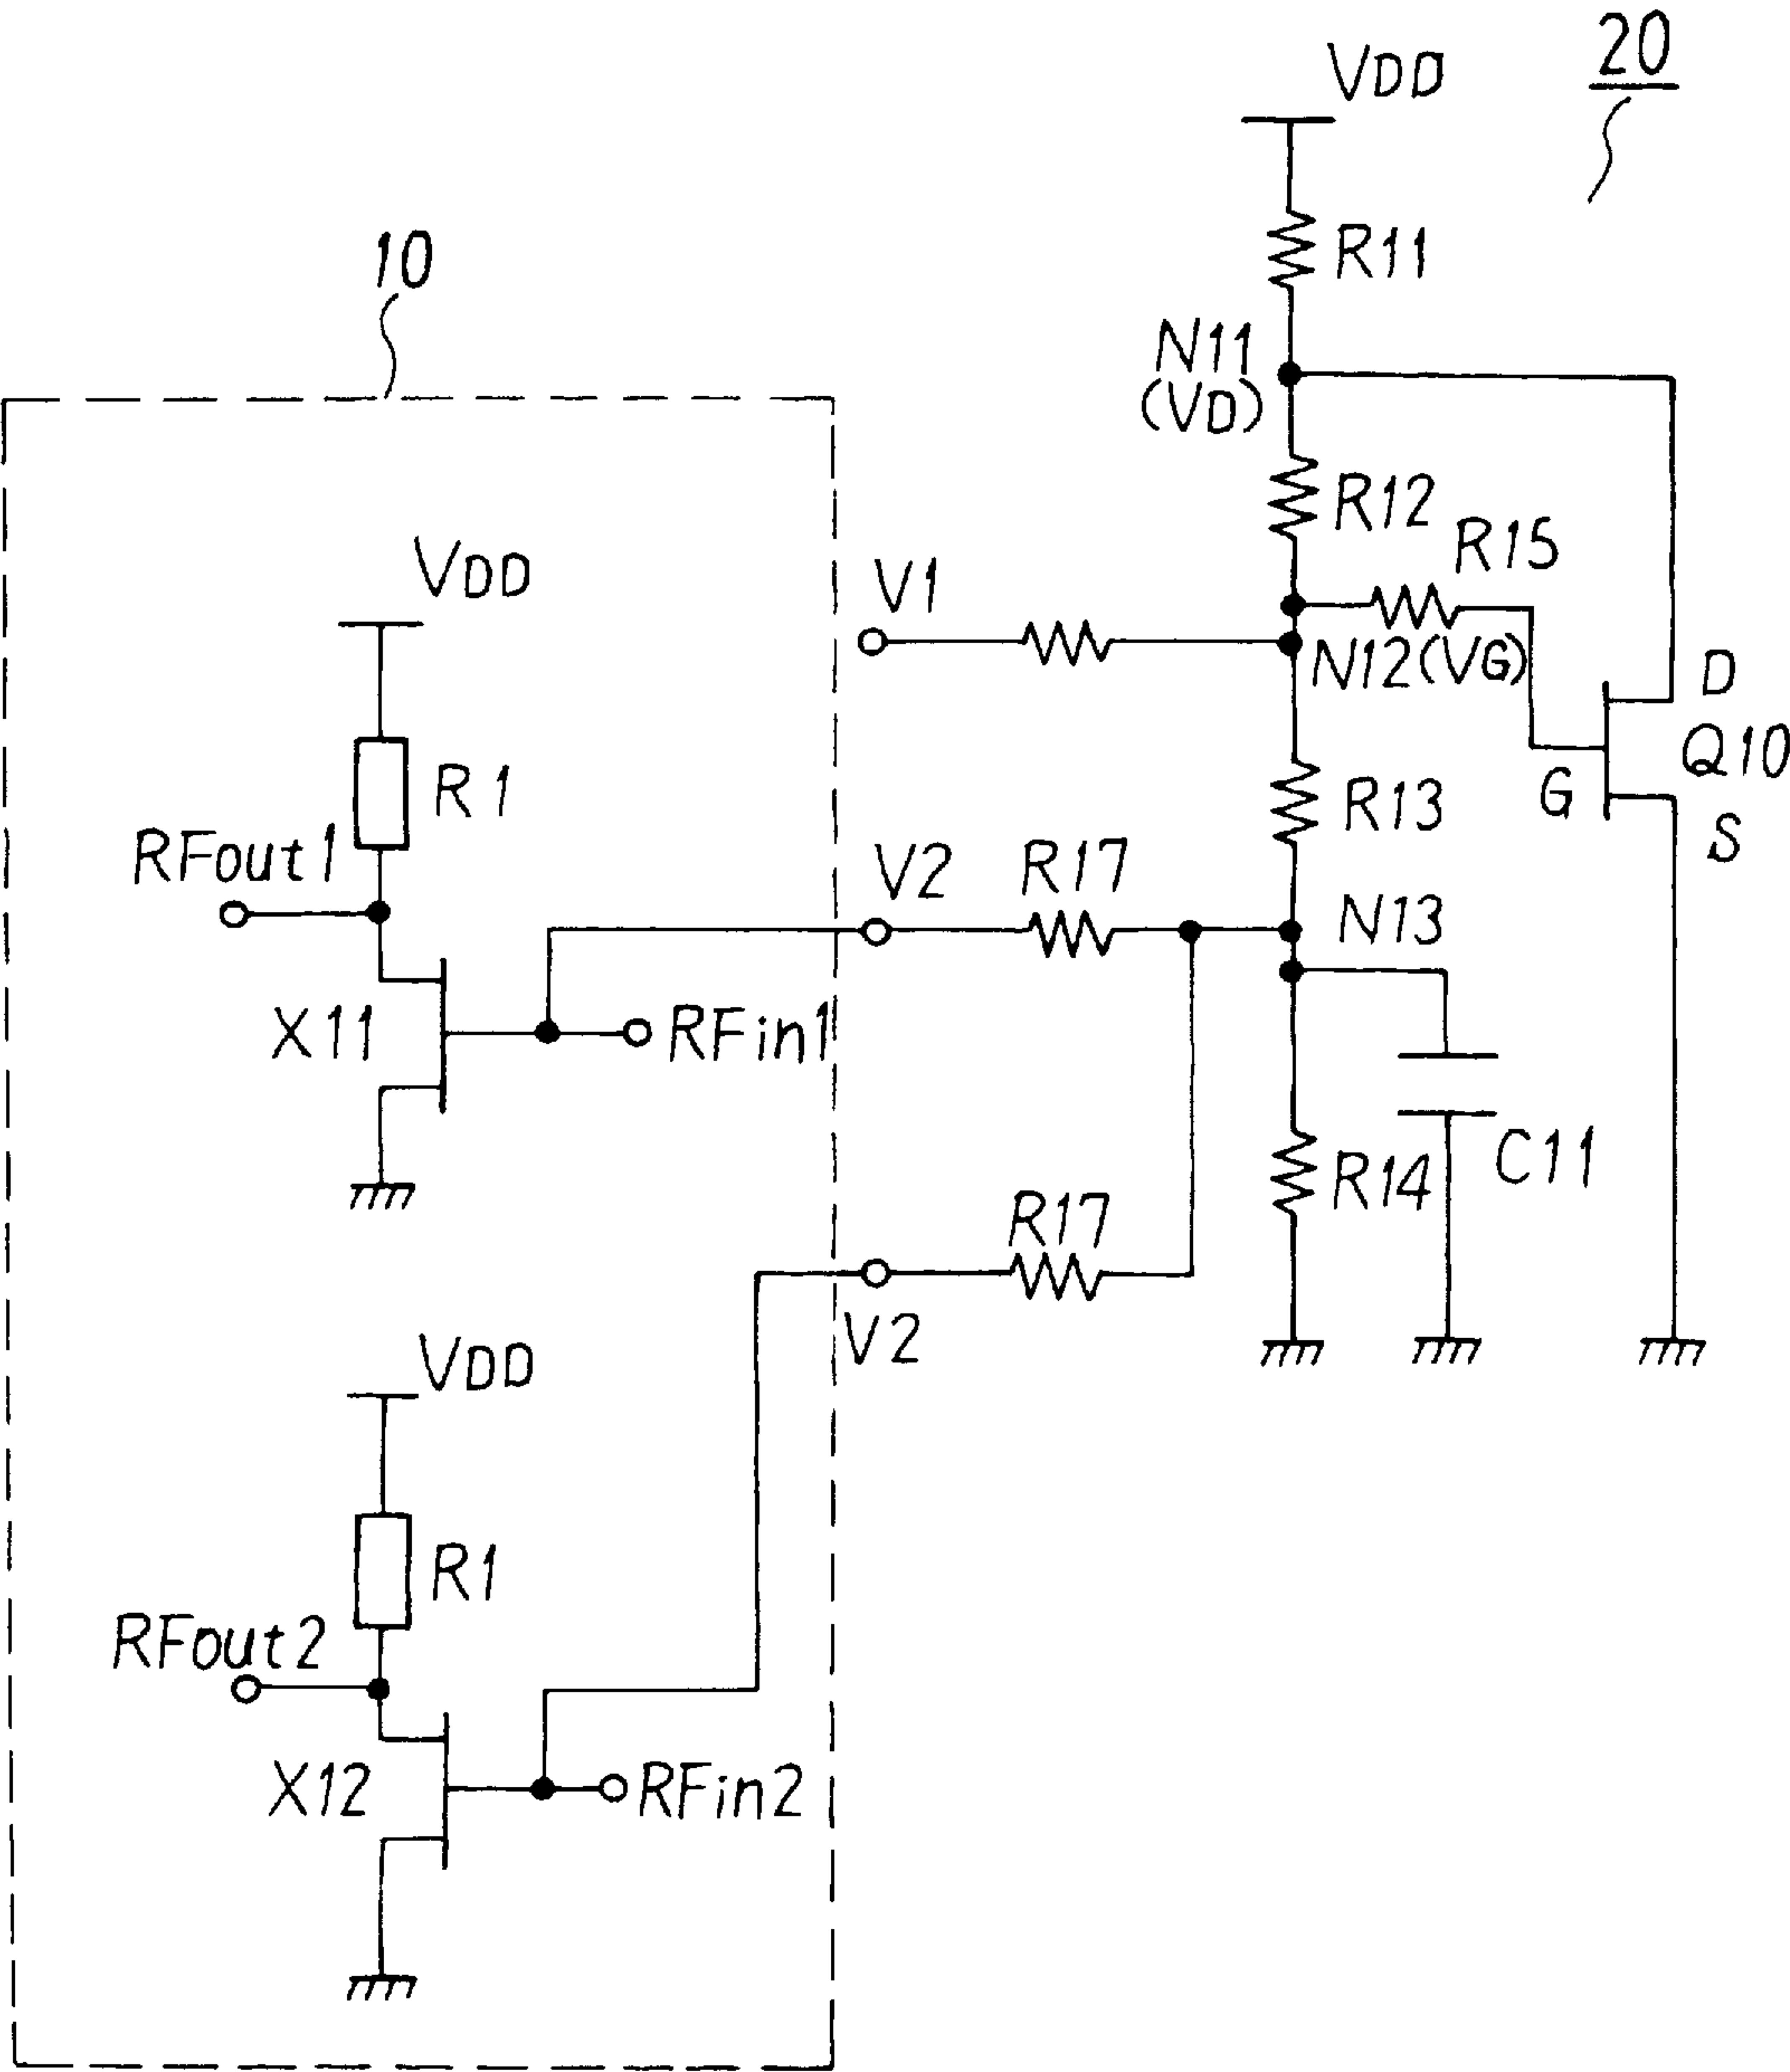 20
VDD
R11
10
N11
(VD)
R12
R15
VDD
V1
N12(VG)
D
Q10
G
S
R1
R13
RFout1
V2
R17
N13
X11
RFin1
C11
R14
R17
V2
VDD
R1
RFout2
X12
RFin2